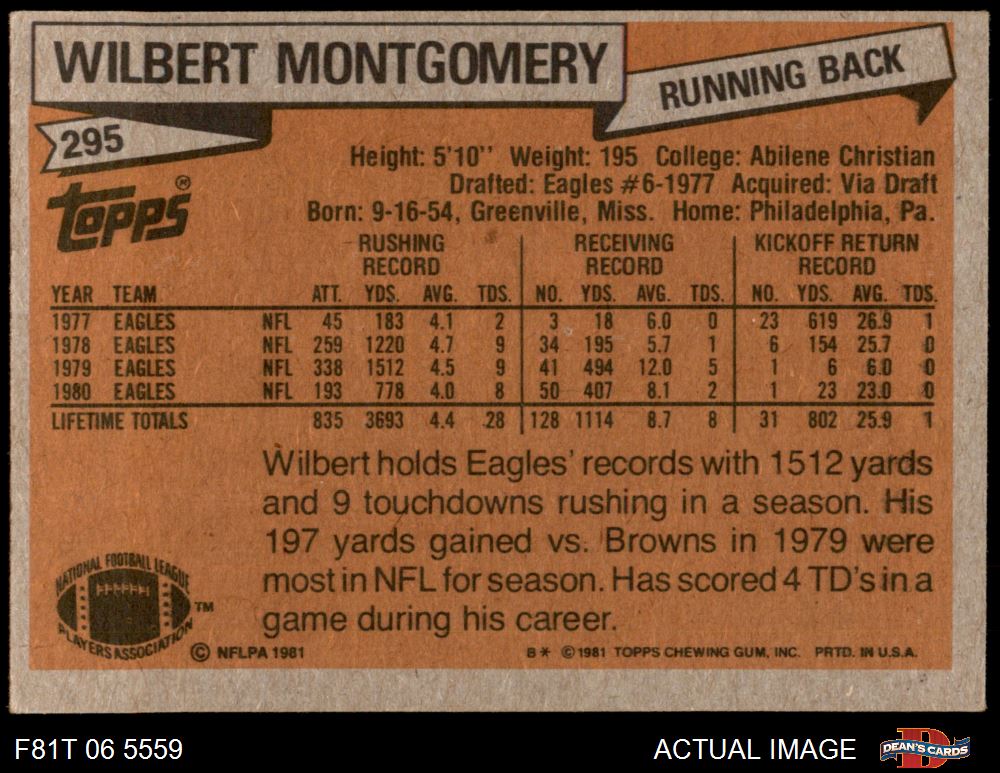 WILBERT MONTGOMERY
RUNNING BACK
295
Topps®
Height: 5'10'' Weight: 195 College: Abilene Christian
Drafted: Eagles #6-1977 Acquired: Via Draft
Born: 9-16-54, Greenville, Miss. Home: Philadelphia, Pa.
RUSHING RECORD RECEIVING RECORD KICKOFF RETURN RECORD
YEAR TEAM ATT. YDS. AVG. TDS. NO. YDS. AVG. TDS. NO. YDS. AVG. TDS.
1977 EAGLES NFL 45 183 4.1 2 3 18 6.0 0 23 619 26.9 1
1978 EAGLES NFL 259 1220 4.7 9 34 195 5.7 1 6 154 25.7 0
1979 EAGLES NFL 338 1512 4.5 9 41 494 12.0 5 1 6 6.0 0
1980 EAGLES NFL 193 778 4.0 8 50 407 8.1 2 1 23 23.0 0
LIFETIME TOTALS 835 3693 4.4 28 128 1114 8.7 8 31 802 25.9 1
Wilbert holds Eagles' records with 1512 yards
and 9 touchdowns rushing in a season. His
197 yards gained vs. Browns in 1979 were
most in NFL for season. Has scored 4 TD's in a
game during his career.
NATIONAL FOOTBALL LEAGUE
PLAYERS ASSOCIATION
TM
© NFLPA 1981
B* © 1981 TOPPS CHEWING GUM, INC. PRTD. IN U.S.A.
F81T 06 5559
ACTUAL IMAGE
DEAN'S CARDS